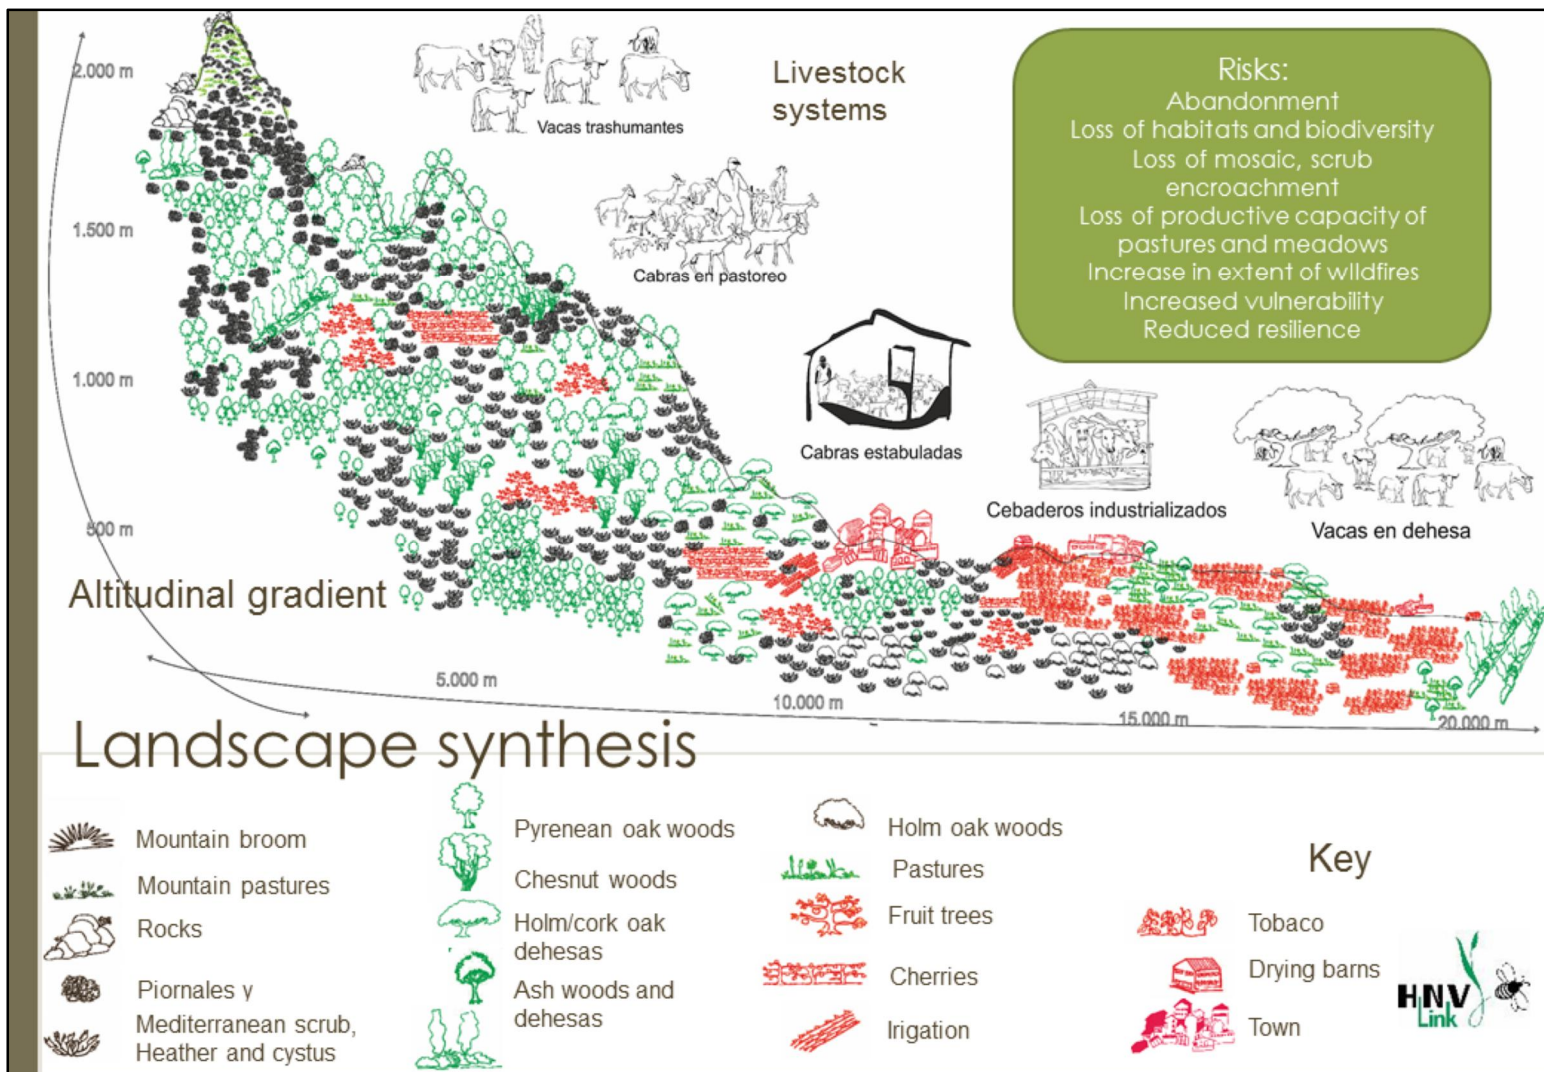 2.000 m
1.500 m
1.000 m
500 m
Altitudinal gradient
Vacas trashumantes
Livestock
systems
Cabras en pastoreo
Cabras estabuladas
Cebaderos industrializados
Vacas en dehesa
Risks:
Abandonment
Loss of habitats and biodiversity
Loss of mosaic, scrub
encroachment
Loss of productive capacity of
pastures and meadows
Increase in extent of wIldfires
Increased vulnerability
Reduced resilience
5.000 m
10.000 m
15.000 m
20.000 m
Landscape synthesis
Mountain broom
Mountain pastures
Rocks
Piornales y
Mediterranean scrub,
Heather and cystus
Pyrenean oak woods
Chesnut woods
Holm/cork oak
dehesas
Ash woods and
dehesas
Holm oak woods
Pastures
Fruit trees
Cherries
Irigation
Key
Tobaco
Drying barns
Town
HNV
Link